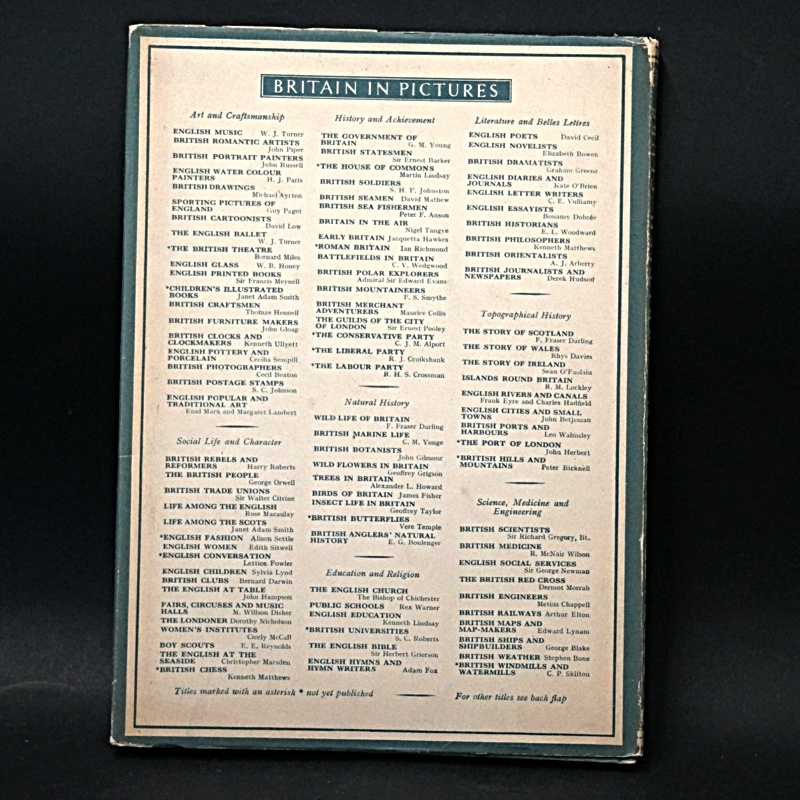 BRITAIN IN PICTURES
Art and Craftsmanship
ENGLISH MUSIC W. J. Turner
BRITISH ROMANTIC ARTISTS
John Piper
BRITISH PORTRAIT PAINTERS
John Russell
ENGLISH WATER COLOUR
PAINTERS H. J. Paris
BRITISH DRAWINGS
Michael Ayrton
SPORTING PICTURES OF
ENGLAND Guy Paget
BRITISH CARTOONISTS
David Low
THE ENGLISH BALLET
W. J. Turner
*THE BRITISH THEATRE
Bernard Miles
ENGLISH GLASS W. B. Honey
ENGLISH PRINTED BOOKS
Sir Francis Meynell
*CHILDREN'S ILLUSTRATED
BOOKS Janet Adam Smith
BRITISH CRAFTSMEN
Thomas Hennell
BRITISH FURNITURE MAKERS
John Gloag
BRITISH CLOCKS AND
CLOCKMAKERS Kenneth Ullyett
ENGLISH POTTERY AND
PORCELAIN Cecilia Sempill
BRITISH PHOTOGRAPHERS
Cecil Beaton
BRITISH POSTAGE STAMPS
S. C. Johnson
ENGLISH POPULAR AND
TRADITIONAL ART
Enid Marx and Margaret Lambert
Social Life and Character
BRITISH REBELS AND
REFORMERS Harry Roberts
THE BRITISH PEOPLE
George Orwell
BRITISH TRADE UNIONS
Sir Walter Citrine
LIFE AMONG THE ENGLISH
Rose Macaulay
LIFE AMONG THE SCOTS
Janet Adam Smith
*ENGLISH FASHION Alison Settle
ENGLISH WOMEN Edith Sitwell
*ENGLISH CONVERSATION
Lettice Fowler
ENGLISH CHILDREN Sylvia Lynd
BRITISH CLUBS Bernard Darwin
THE ENGLISH AT TABLE
John Hampson
FAIRS, CIRCUSES AND MUSIC
HALLS M. Willson Disher
THE LONDONER Dorothy Nicholson
WOMEN'S INSTITUTES
Cicely McCall
BOY SCOUTS E. E. Reynolds
THE ENGLISH AT THE
SEASIDE Christopher Marsden
*BRITISH CHESS
Kenneth Matthews
History and Achievement
THE GOVERNMENT OF
BRITAIN G. M. Young
BRITISH STATESMEN
Sir Ernest Barker
*THE HOUSE OF COMMONS
Martin Lindsay
BRITISH SOLDIERS
S. H. F. Johnston
BRITISH SEAMEN David Mathew
BRITISH SEA FISHERMEN
Peter F. Anson
BRITAIN IN THE AIR
Nigel Tangye
EARLY BRITAIN Jacquetta Hawkes
*ROMAN BRITAIN Ian Richmond
BATTLEFIELDS IN BRITAIN
C. V. Wedgwood
BRITISH POLAR EXPLORERS
Admiral Sir Edward Evans
BRITISH MOUNTAINEERS
F. S. Smythe
BRITISH MERCHANT
ADVENTURERS Maurice Collis
THE GUILDS OF THE CITY
OF LONDON Sir Ernest Pooley
*THE CONSERVATIVE PARTY
C. J. M. Alport
*THE LIBERAL PARTY
R. J. Cruikshank
*THE LABOUR PARTY
R. H. S. Crossman
Natural History
WILD LIFE OF BRITAIN
F. Fraser Darling
BRITISH MARINE LIFE
C. M. Yonge
BRITISH BOTANISTS
John Gilmour
WILD FLOWERS IN BRITAIN
Geoffrey Grigson
TREES IN BRITAIN
Alexander L. Howard
BIRDS OF BRITAIN James Fisher
INSECT LIFE IN BRITAIN
Geoffrey Taylor
*BRITISH BUTTERFLIES
Vere Temple
BRITISH ANGLERS' NATURAL
HISTORY E. G. Boulenger
Education and Religion
THE ENGLISH CHURCH
The Bishop of Chichester
PUBLIC SCHOOLS Rex Warner
ENGLISH EDUCATION
Kenneth Lindsay
*BRITISH UNIVERSITIES
S. C. Roberts
THE ENGLISH BIBLE
Sir Herbert Grierson
ENGLISH HYMNS AND
HYMN WRITERS Adam Fox
Literature and Belles Lettres
ENGLISH POETS David Cecil
ENGLISH NOVELISTS
Elizabeth Bowen
BRITISH DRAMATISTS
Graham Greene
ENGLISH DIARIES AND
JOURNALS Kate O'Brien
ENGLISH LETTER WRITERS
C. E. Vulliamy
ENGLISH ESSAYISTS
Bonamy Dobrée
BRITISH HISTORIANS
E. L. Woodward
BRITISH PHILOSOPHERS
Kenneth Matthews
BRITISH ORIENTALISTS
A. J. Arberry
BRITISH JOURNALISTS AND
NEWSPAPERS Derek Hudson
Topographical History
THE STORY OF SCOTLAND
F. Fraser Darling
THE STORY OF WALES
Rhys Davies
THE STORY OF IRELAND
Sean O'Faolain
ISLANDS ROUND BRITAIN
R. M. Lockley
ENGLISH RIVERS AND CANALS
Frank Eyre and Charles Hadfield
ENGLISH CITIES AND SMALL
TOWNS John Betjeman
BRITISH PORTS AND
HARBOURS Leo Walmsley
*THE PORT OF LONDON
John Herbert
*BRITISH HILLS AND
MOUNTAINS Peter Bicknell
Science, Medicine and
Engineering
BRITISH SCIENTISTS
Sir Richard Gregory, Bt.
BRITISH MEDICINE
R. McNair Wilson
ENGLISH SOCIAL SERVICES
Sir George Newman
THE BRITISH RED CROSS
Dermot Morrah
BRITISH ENGINEERS
Metius Chappell
BRITISH RAILWAYS Arthur Elton
BRITISH MAPS AND
MAP-MAKERS Edward Lynam
BRITISH SHIPS AND
SHIPBUILDERS George Blake
BRITISH WEATHER Stephen Bone
*BRITISH WINDMILLS AND
WATERMILLS C. P. Skilton
Titles marked with an asterisk * not yet published
For other titles see back flap